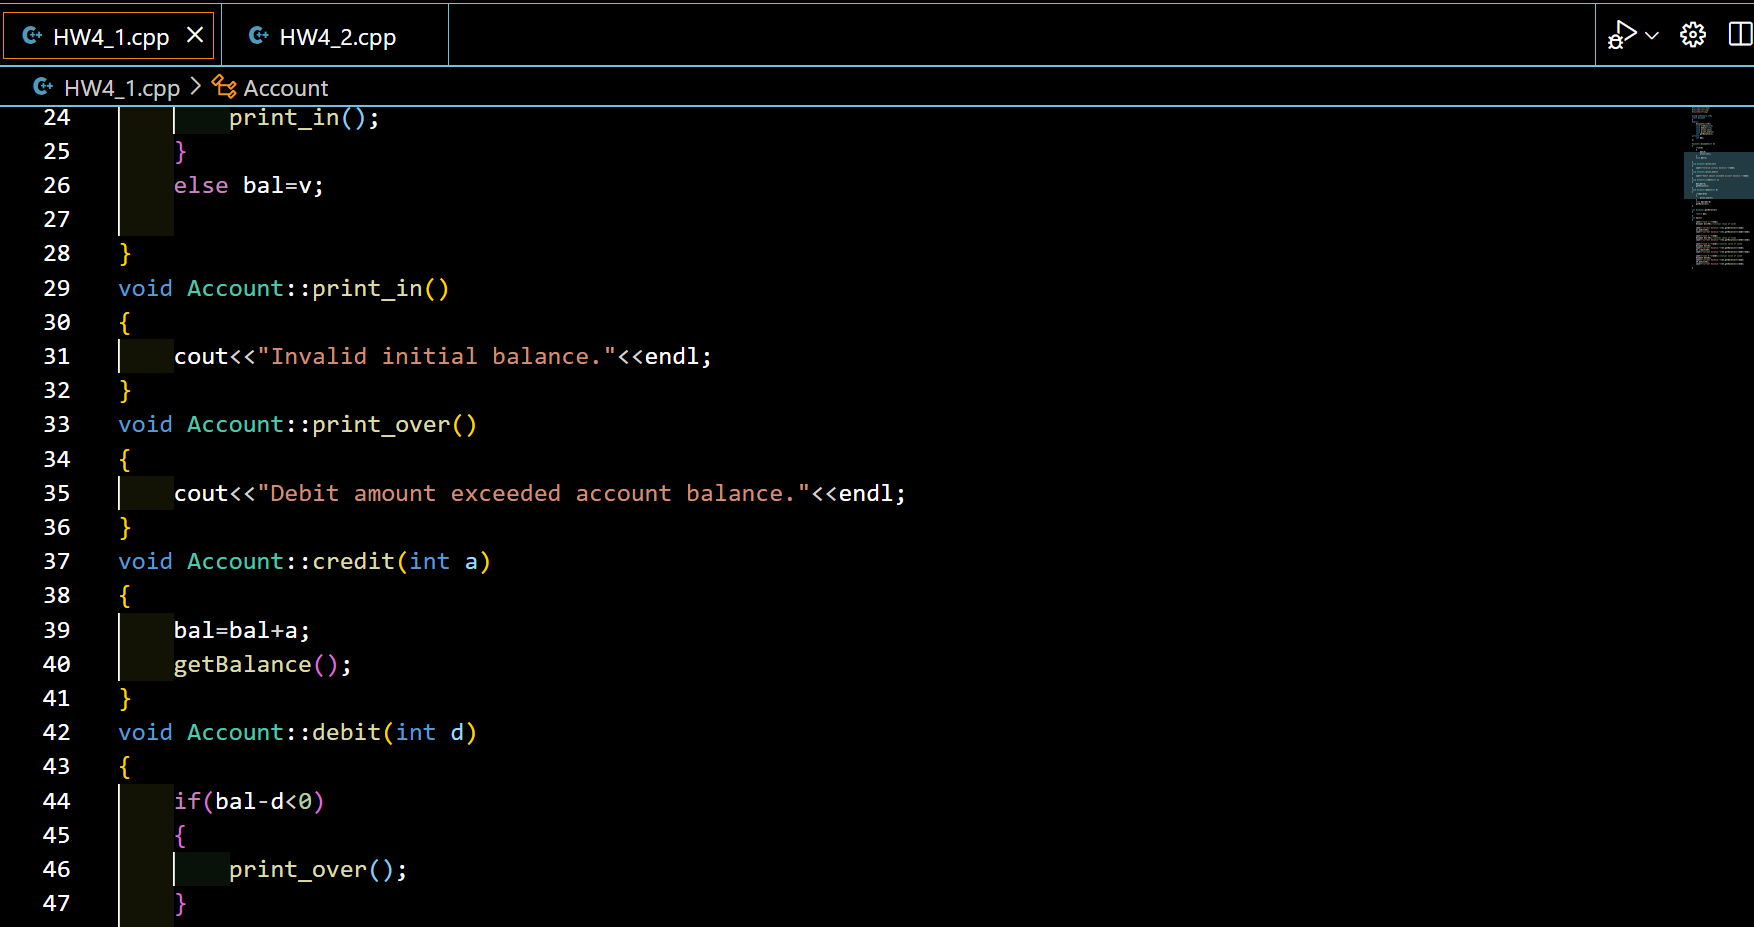 HW4_1.cpp HW4_2.cpp
HW4_1.cpp > Account
24 print_in();
25 }
26 else bal=v;
27
28 }
29 void Account::print_in()
30 {
31 cout<<"Invalid initial balance."<<endl;
32 }
33 void Account::print_over()
34 {
35 cout<<"Debit amount exceeded account balance."<<endl;
36 }
37 void Account::credit(int a)
38 {
39 bal=bal+a;
40 getBalance();
41 }
42 void Account::debit(int d)
43 {
44 if(bal-d<0)
45 {
46 print_over();
47 }